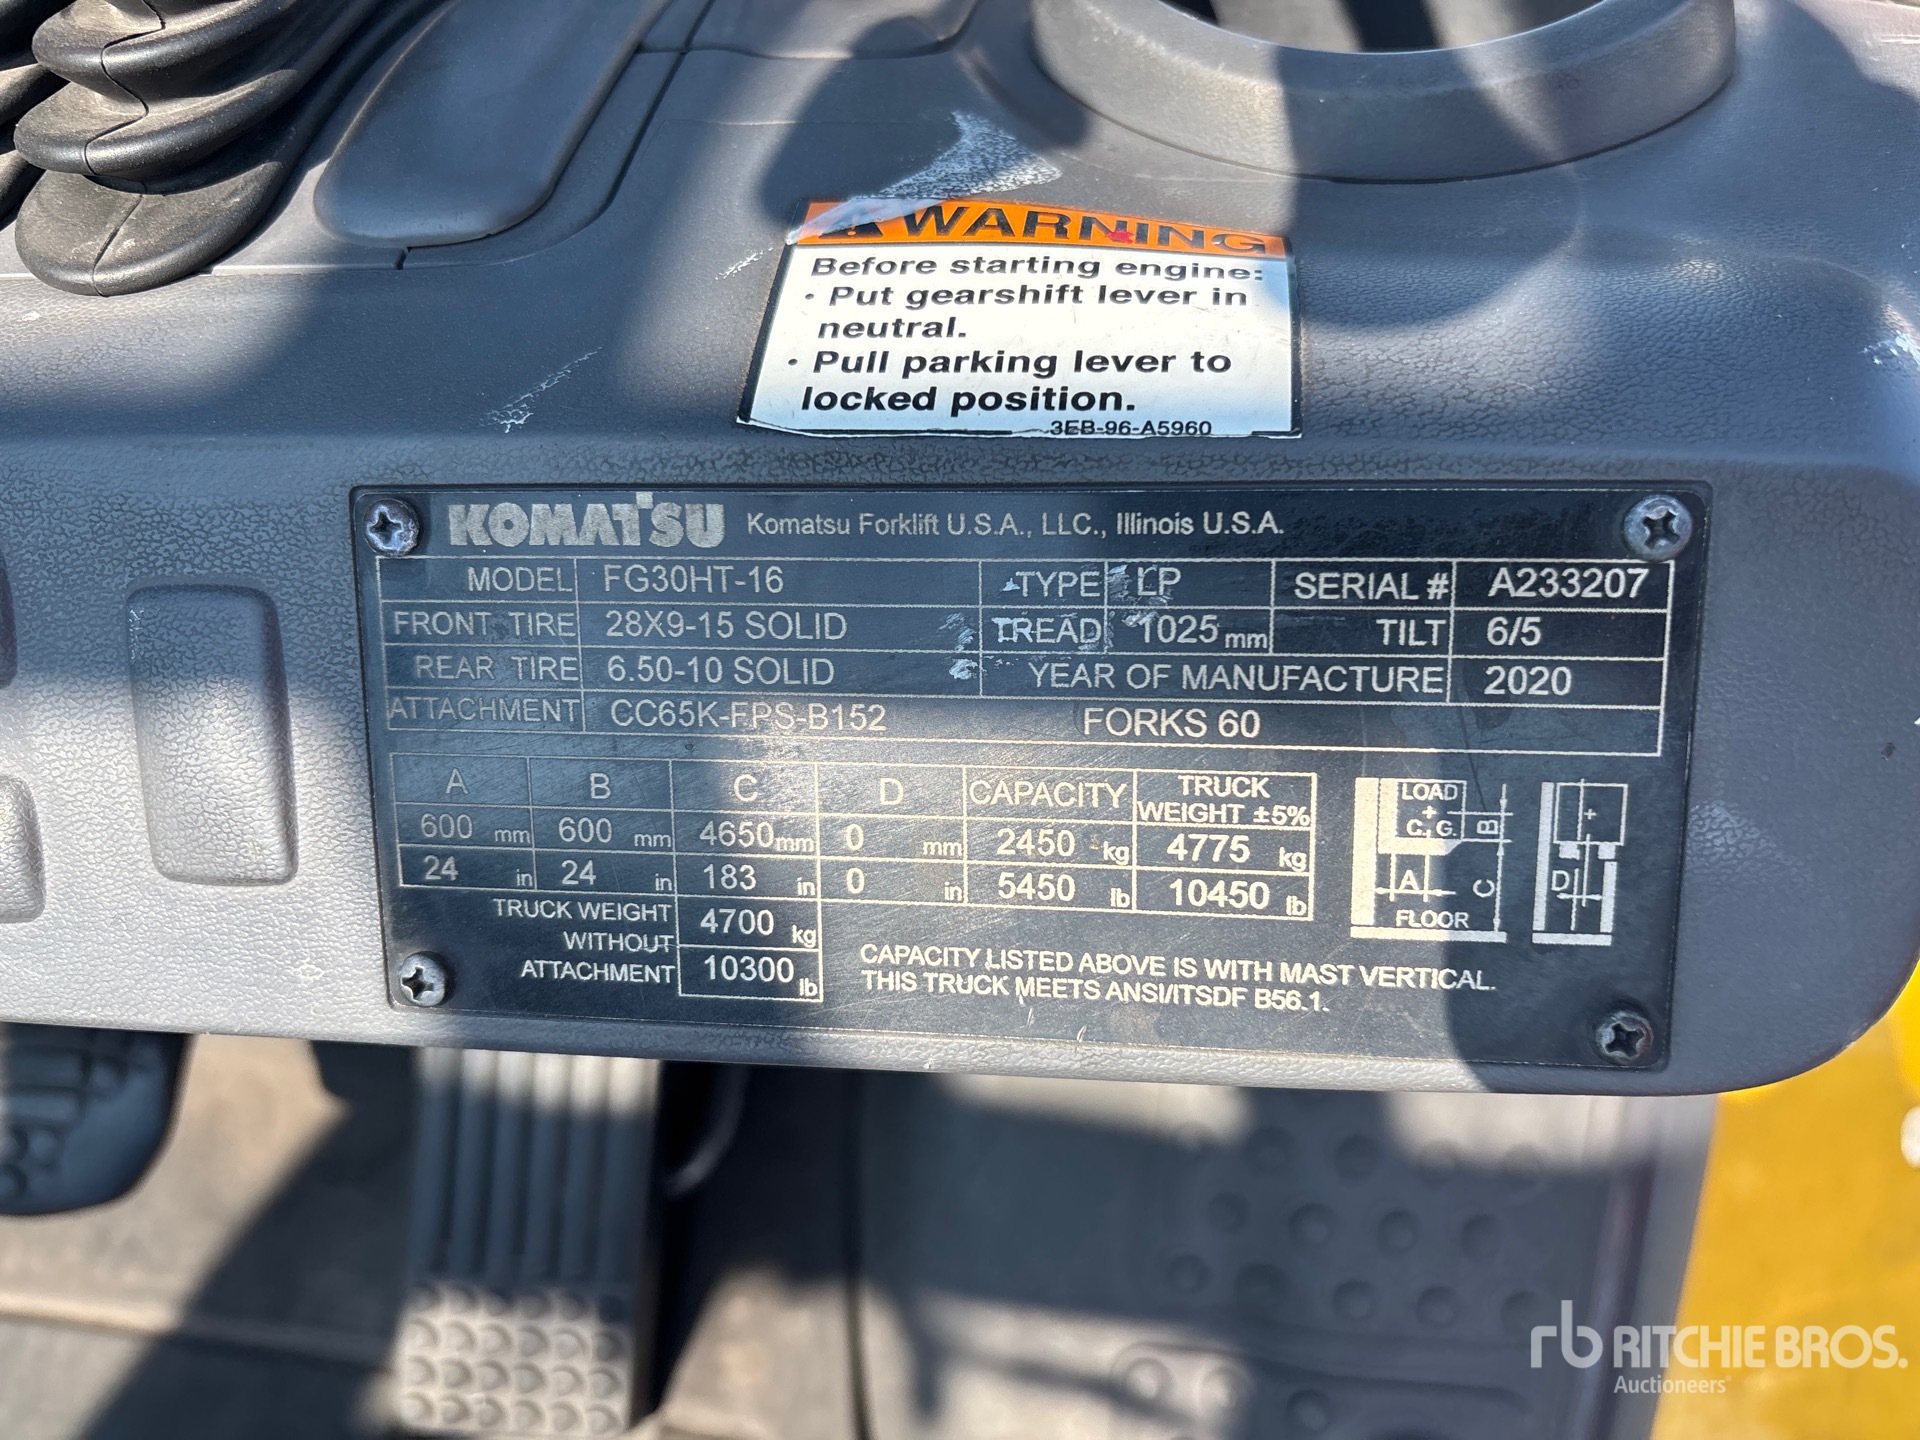 WARNING
Before starting engine:
• Put gearshift lever in
neutral.
• Pull parking lever to
locked position.
3EB-96-A5960
KOMATSU Komatsu Forklift U.S.A., LLC., Illinois U.S.A.
MODEL FG30HT-16 TYPE LP SERIAL # A233207
FRONT TIRE 28X9-15 SOLID TREAD 1025 mm TILT 6/5
REAR TIRE 6.50-10 SOLID YEAR OF MANUFACTURE 2020
ATTACHMENT CC65K-FPS-B152 FORKS 60
A B C D CAPACITY TRUCK WEIGHT ±5%
600 mm 600 mm 4650 mm 0 mm 2450 kg 4775 kg
24 in 24 in 183 in 0 in 5450 lb 10450 lb
TRUCK WEIGHT
WITHOUT
ATTACHMENT
4700 kg
10300 lb
CAPACITY LISTED ABOVE IS WITH MAST VERTICAL.
THIS TRUCK MEETS ANSI/ITSDF B56.1.
LOAD
+
C.G.
B
A
C
FLOOR
+
D
rb RITCHIE BROS.
Auctioneers